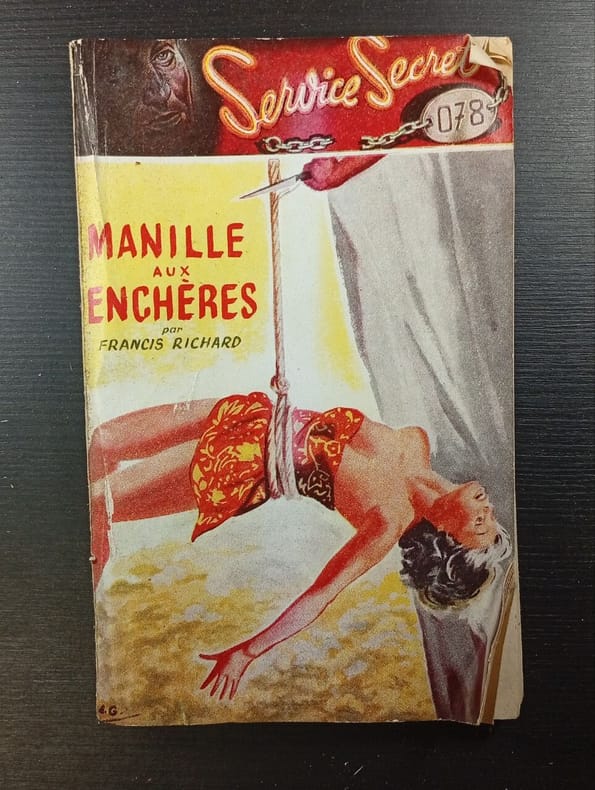 Service Secret
078
MANILLE
AUX
ENCHÈRES
par
FRANCIS RICHARD
E.G.